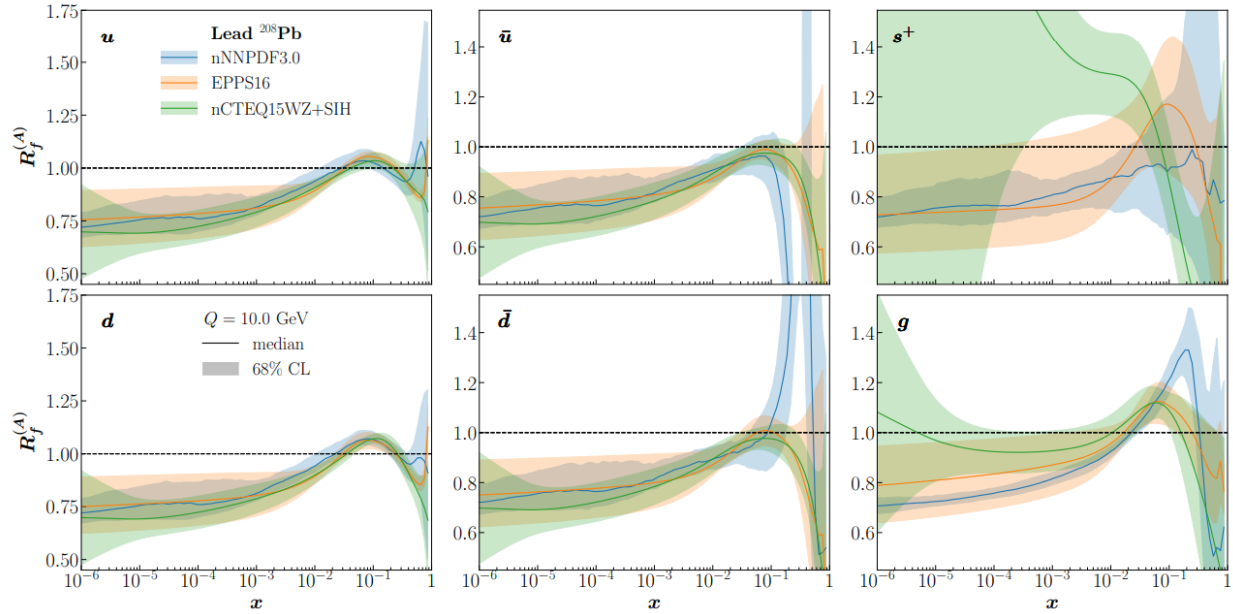 u
Lead ²⁰⁸Pb
nNNPDF3.0
EPPS16
nCTEQ15WZ+SIH
R_f^(A)
1.75
1.50
1.25
1.00
0.75
0.50
ū
1.4
1.2
1.0
0.8
0.6
s⁺
1.4
1.2
1.0
0.8
0.6
d
Q = 10.0 GeV
median
68% CL
R_f^(A)
1.75
1.50
1.25
1.00
0.75
0.50
10⁻⁶ 10⁻⁵ 10⁻⁴ 10⁻³ 10⁻² 10⁻¹ 1
x
d̄
1.4
1.2
1.0
0.8
0.6
10⁻⁶ 10⁻⁵ 10⁻⁴ 10⁻³ 10⁻² 10⁻¹ 1
x
g
1.4
1.2
1.0
0.8
0.6
10⁻⁶ 10⁻⁵ 10⁻⁴ 10⁻³ 10⁻² 10⁻¹ 1
x